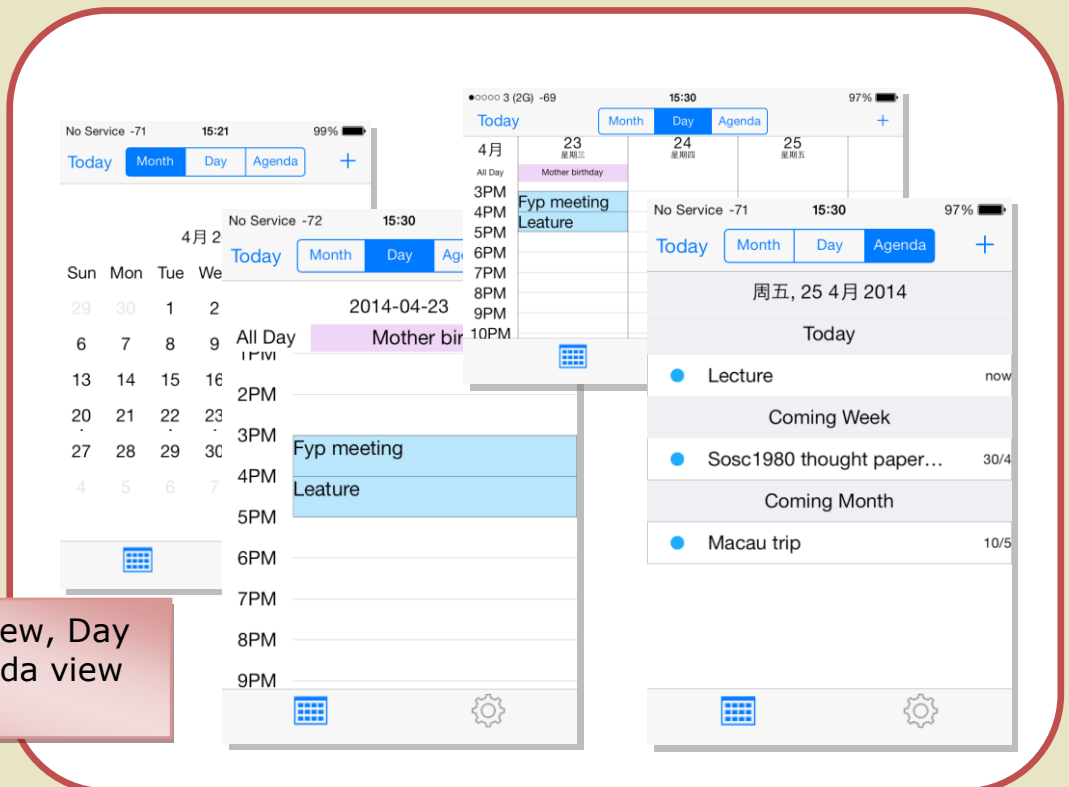 No Service -71 15:21 99%
Today Month Day Agenda +
4月 2
Sun Mon Tue We
29 30 1 2
6 7 8 9
13 14 15 16
20 21 22 23
27 28 29 30
4 5 6 7
No Service -72 15:30
Today Month Day Age
2014-04-23
All Day Mother bir
1PM
2PM
3PM
Fyp meeting
4PM
Leature
5PM
6PM
7PM
8PM
9PM
3 (2G) -69 15:30 97%
Today Month Day Agenda +
4月 23 24 25
星期三 星期四 星期五
All Day Mother birthday
3PM
Fyp meeting
4PM
Leature
5PM
6PM
7PM
8PM
9PM
10PM
No Service -71 15:30 97%
Today Month Day Agenda +
周五, 25 4月 2014
Today
Lecture now
Coming Week
Sosc1980 thought paper... 30/4
Coming Month
Macau trip 10/5
ew, Day
da view